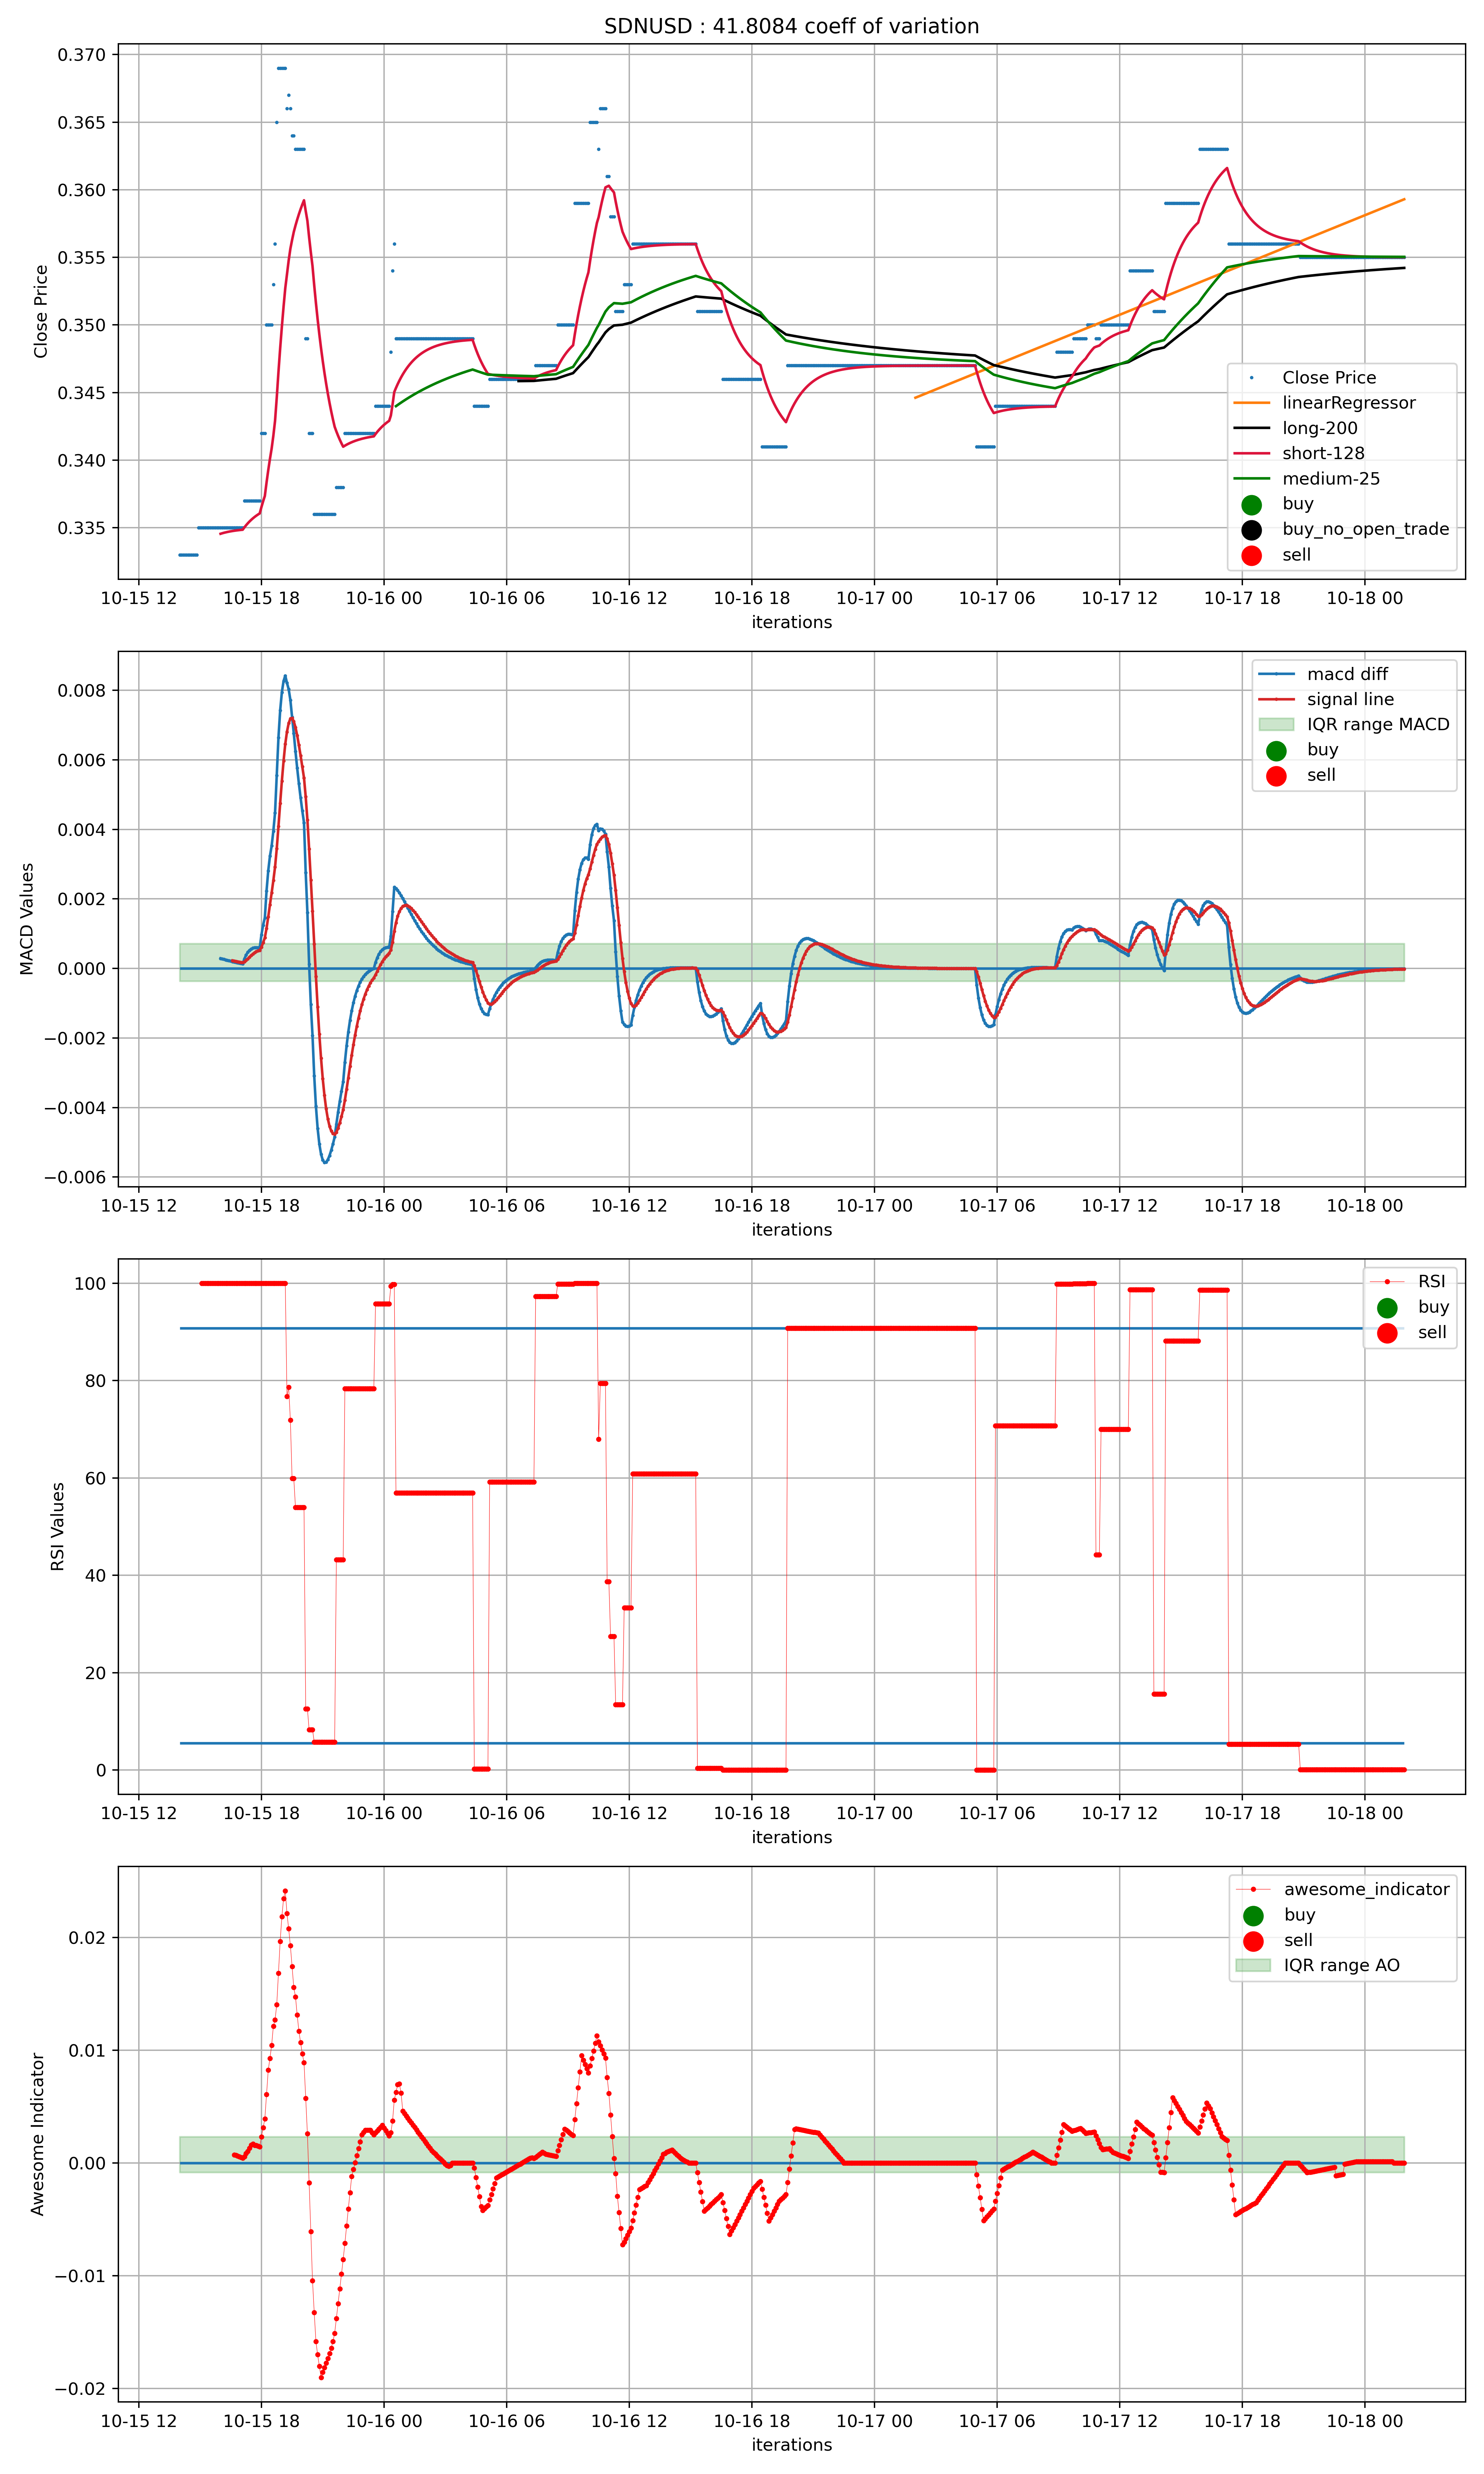 SDNUSD : 41.8084 coeff of variation
0.370
0.365
0.360
0.355
0.350
0.345
0.340
0.335
Close Price
Close Price
linearRegressor
long-200
short-128
medium-25
buy
buy_no_open_trade
sell
10-15 12 10-15 18 10-16 00 10-16 06 10-16 12 10-16 18 10-17 00 10-17 06 10-17 12 10-17 18 10-18 00
iterations
0.008
0.006
0.004
0.002
0.000
−0.002
−0.004
−0.006
MACD Values
macd diff
signal line
IQR range MACD
buy
sell
10-15 12 10-15 18 10-16 00 10-16 06 10-16 12 10-16 18 10-17 00 10-17 06 10-17 12 10-17 18 10-18 00
iterations
100
80
60
40
20
0
RSI Values
RSI
buy
sell
10-15 12 10-15 18 10-16 00 10-16 06 10-16 12 10-16 18 10-17 00 10-17 06 10-17 12 10-17 18 10-18 00
iterations
0.02
0.01
0.00
−0.01
−0.02
Awesome Indicator
awesome_indicator
buy
sell
IQR range AO
10-15 12 10-15 18 10-16 00 10-16 06 10-16 12 10-16 18 10-17 00 10-17 06 10-17 12 10-17 18 10-18 00
iterations